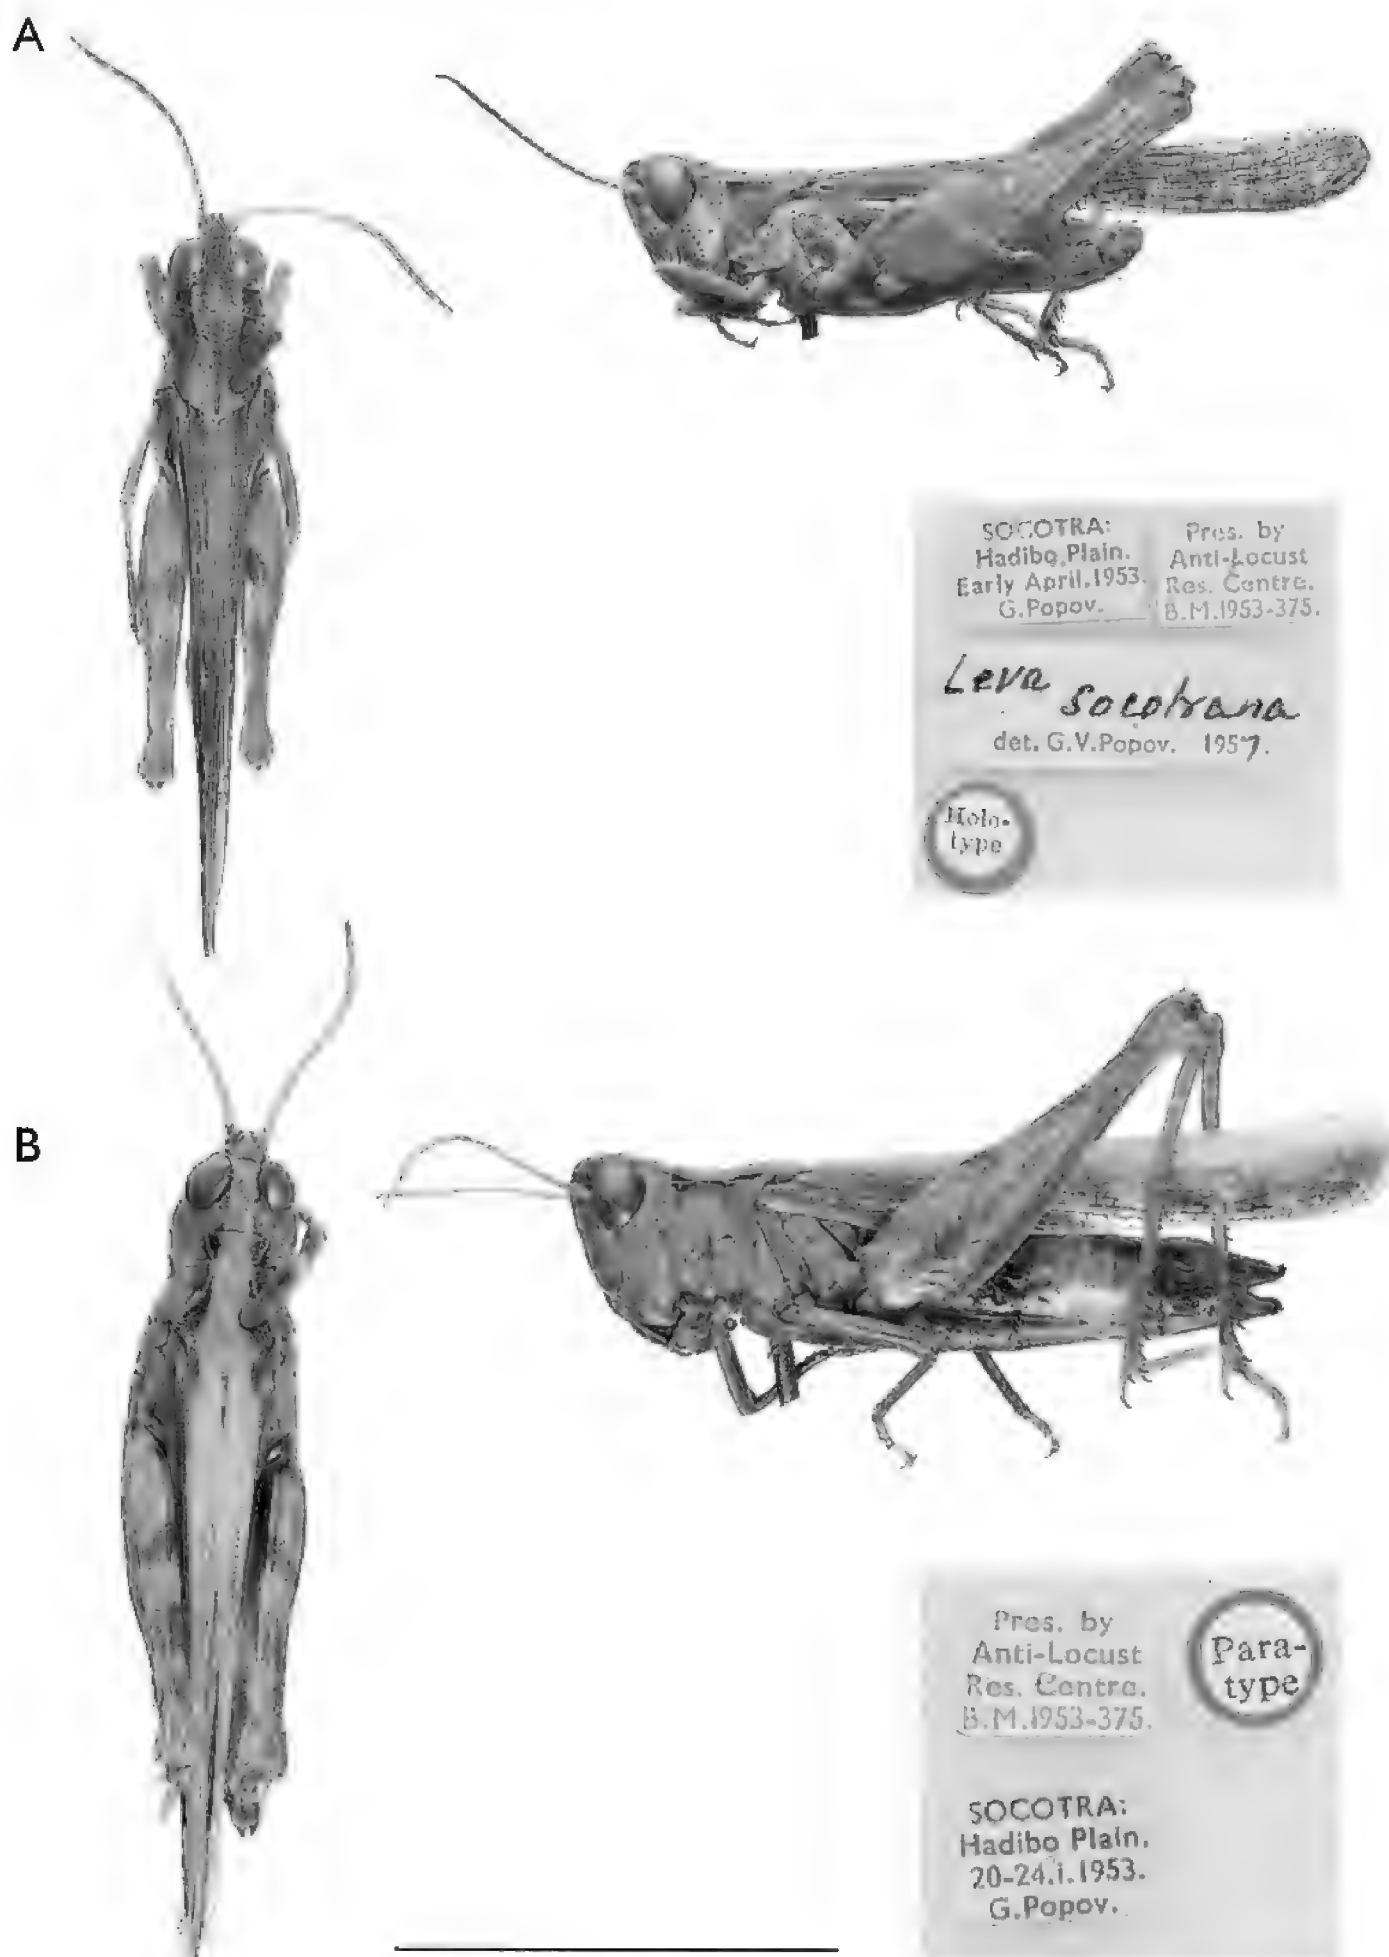 A
SOCOTRA:
Hadibo Plain.
Early April.1953.
G.Popov.
Pres. by
Anti-Locust
Res. Centre.
B.M.1953-375.
Leva socotrana
det. G.V.Popov. 1957.
Holo-
type
B
Pres. by
Anti-Locust
Res. Centre.
B.M.1953-375.
Para-
type
SOCOTRA:
Hadibo Plain.
20-24.i.1953.
G.Popov.